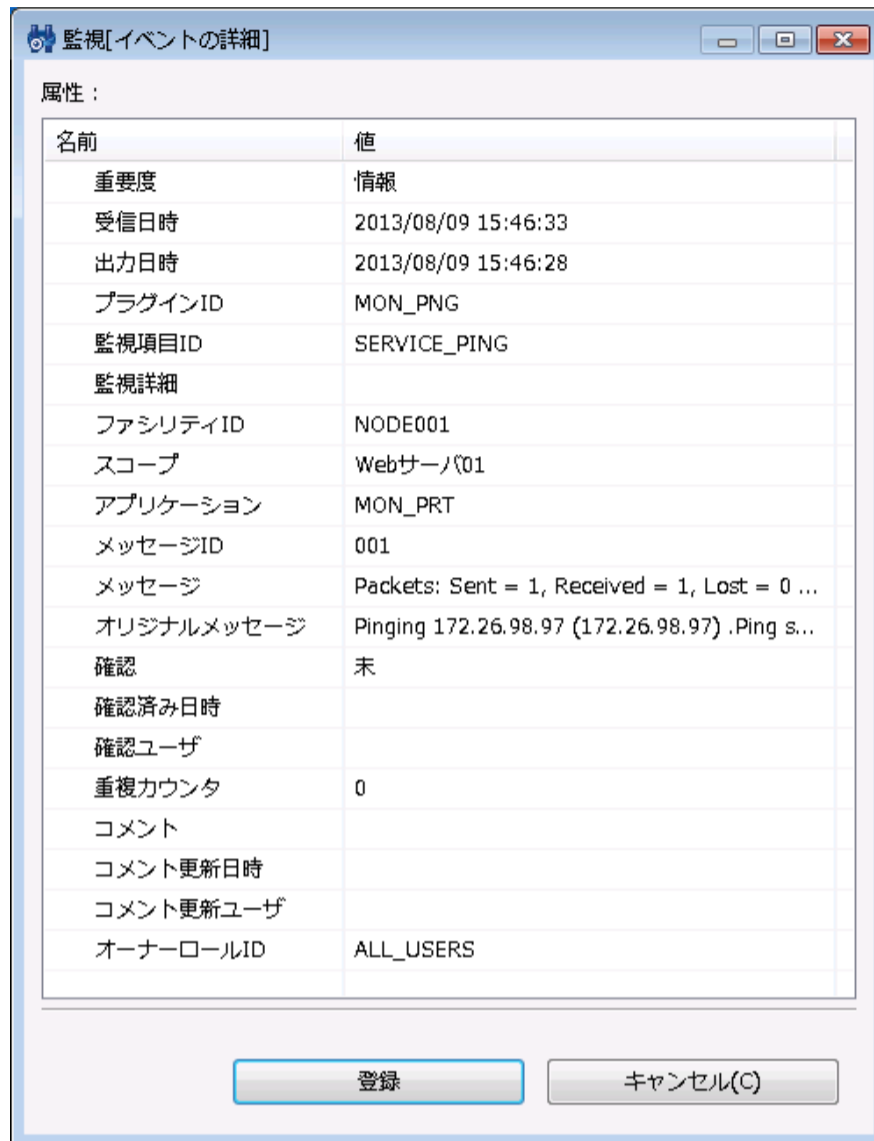 監視[イベントの詳細]
属性：
名前 値
重要度 情報
受信日時 2013/08/09 15:46:33
出力日時 2013/08/09 15:46:28
プラグインID MON_PNG
監視項目ID SERVICE_PING
監視詳細
ファシリティID NODE001
スコープ Webサーバ01
アプリケーション MON_PRT
メッセージID 001
メッセージ Packets: Sent = 1, Received = 1, Lost = 0 ...
オリジナルメッセージ Pinging 172.26.98.97 (172.26.98.97) .Ping s...
確認 未
確認済み日時
確認ユーザ
重複カウンタ 0
コメント
コメント更新日時
コメント更新ユーザ
オーナーロールID ALL_USERS
登録 キャンセル(C)